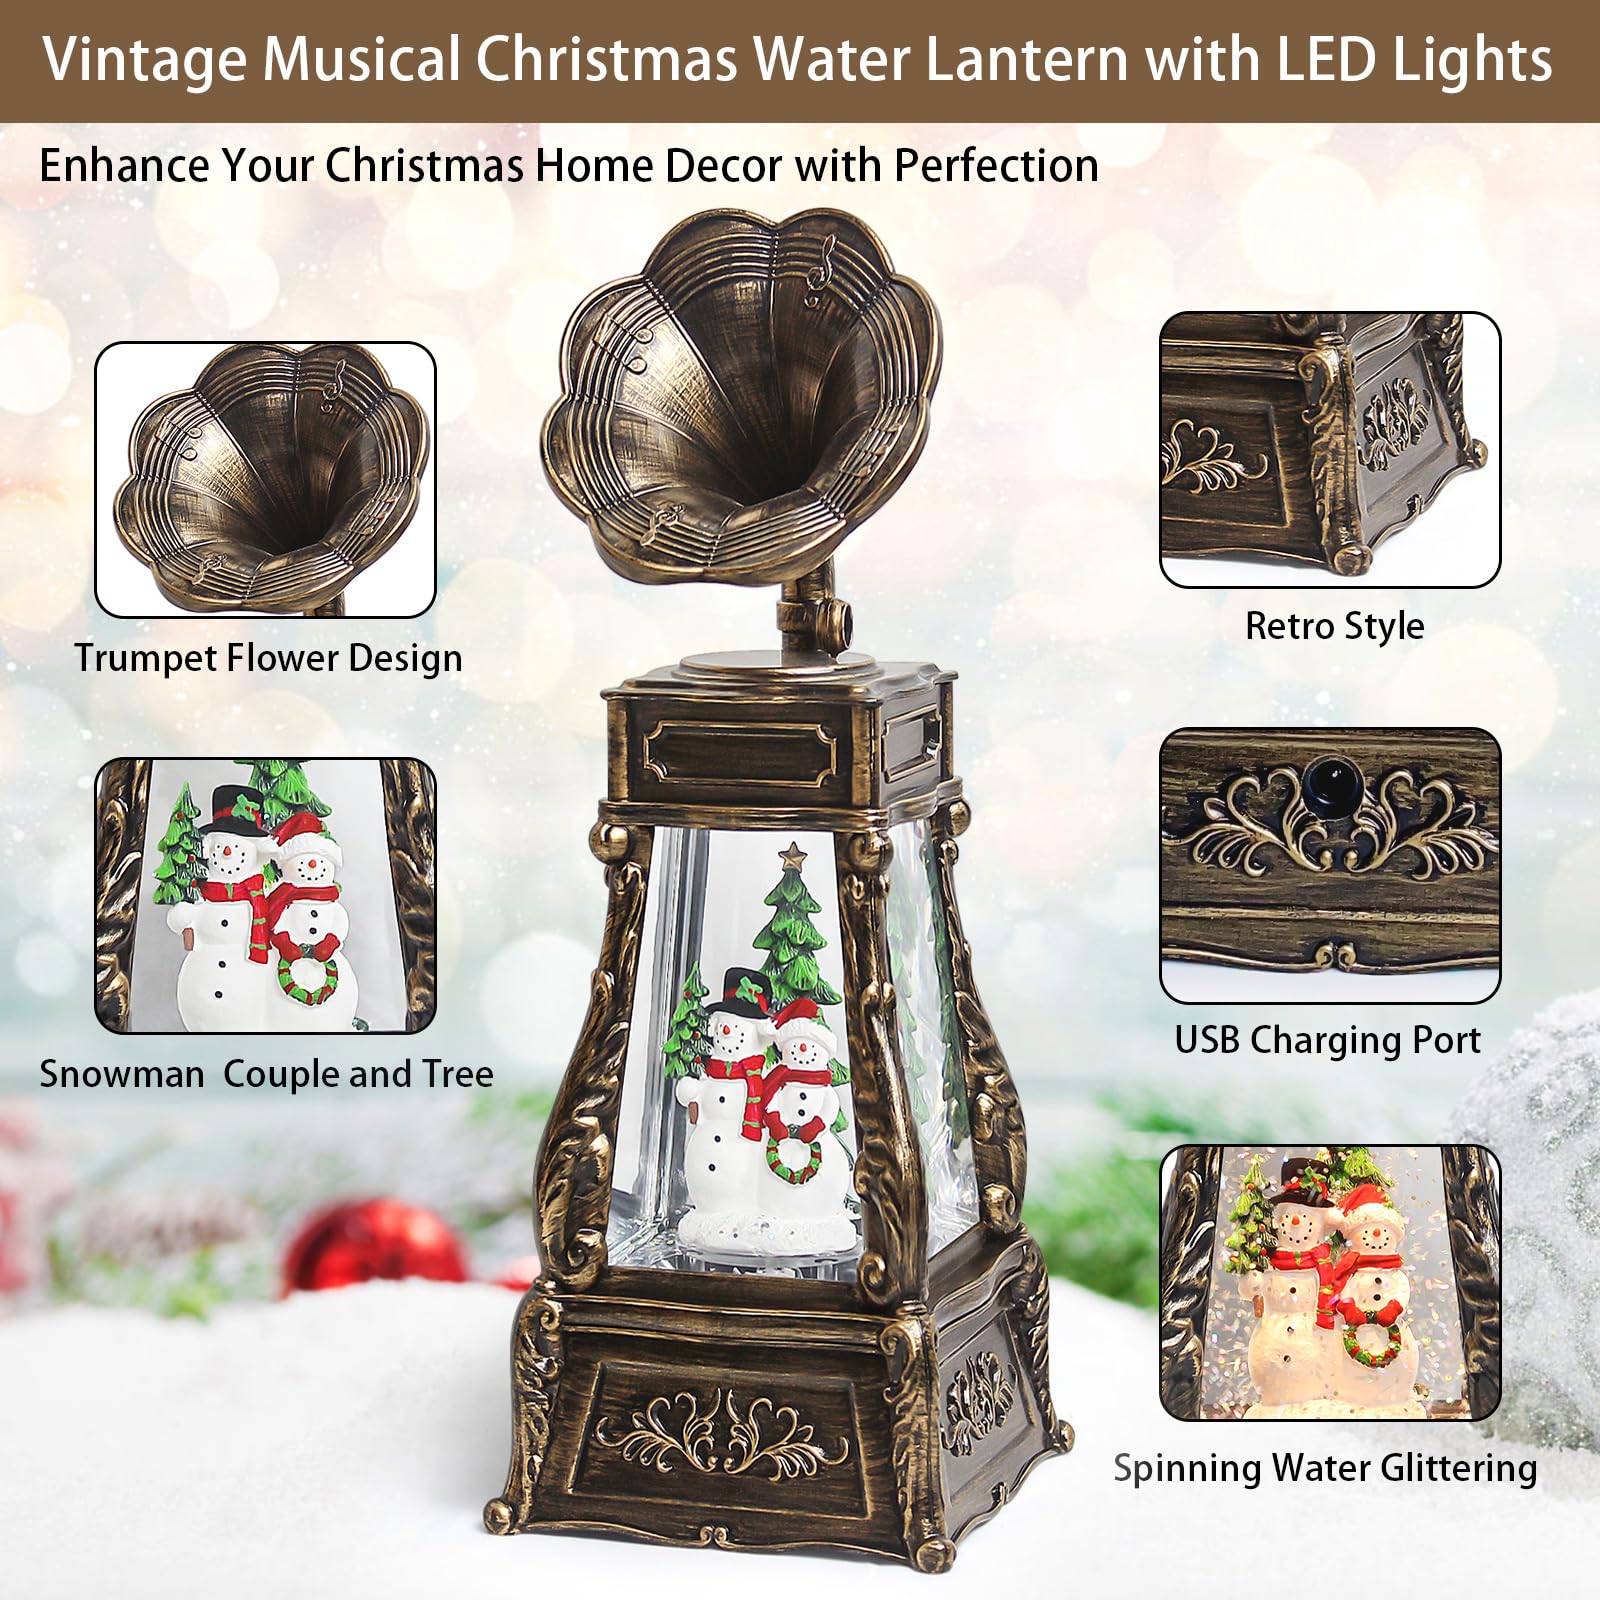 Vintage Musical Christmas Water Lantern with LED Lights
Enhance Your Christmas Home Decor with Perfection
Trumpet Flower Design
Retro Style
Snowman  Couple and Tree
USB Charging Port
Spinning Water Glittering